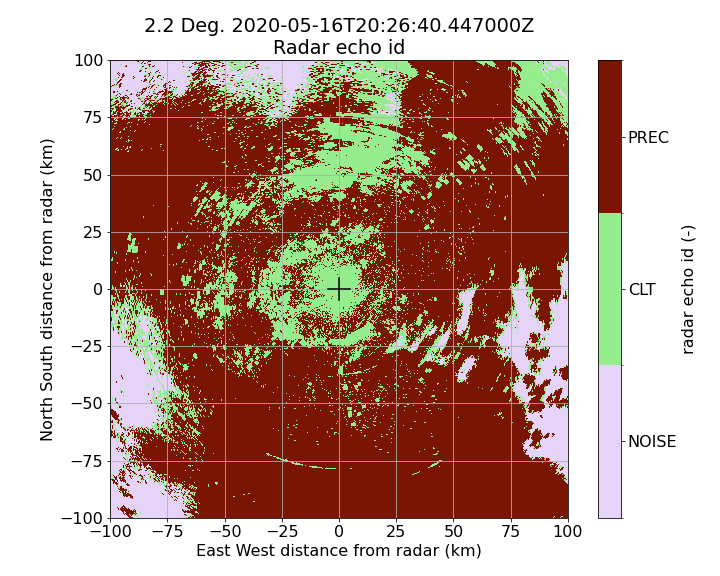 2.2 Deg. 2020-05-16T20:26:40.447000Z
Radar echo id
100
75
50
25
0
−25
−50
−75
−100
−100 −75 −50 −25 0 25 50 75 100
North South distance from radar (km)
East West distance from radar (km)
PREC
CLT
NOISE
radar echo id (-)